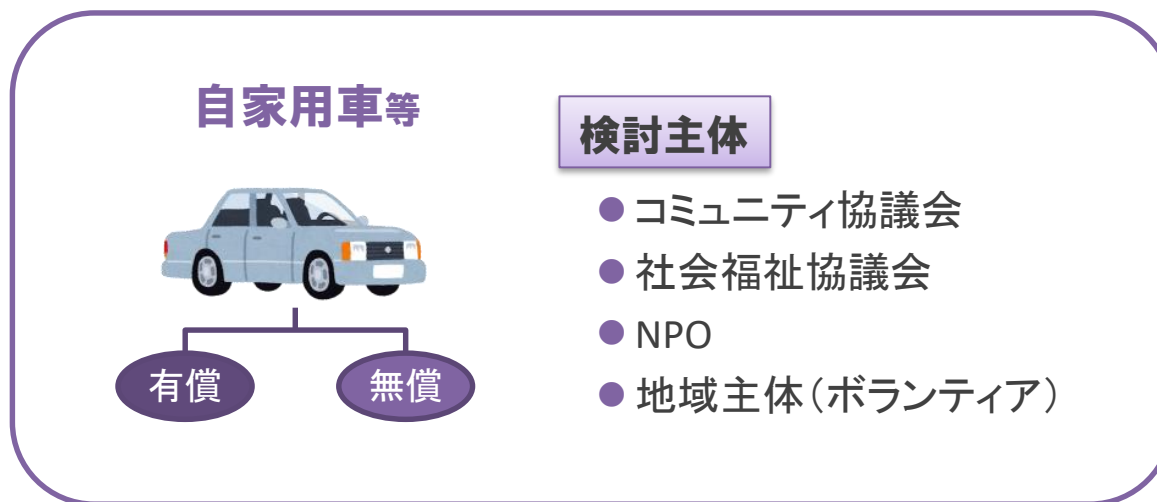 自家用車等
有償
無償
検討主体
● コミュニティ協議会
● 社会福祉協議会
● NPO
● 地域主体（ボランティア）